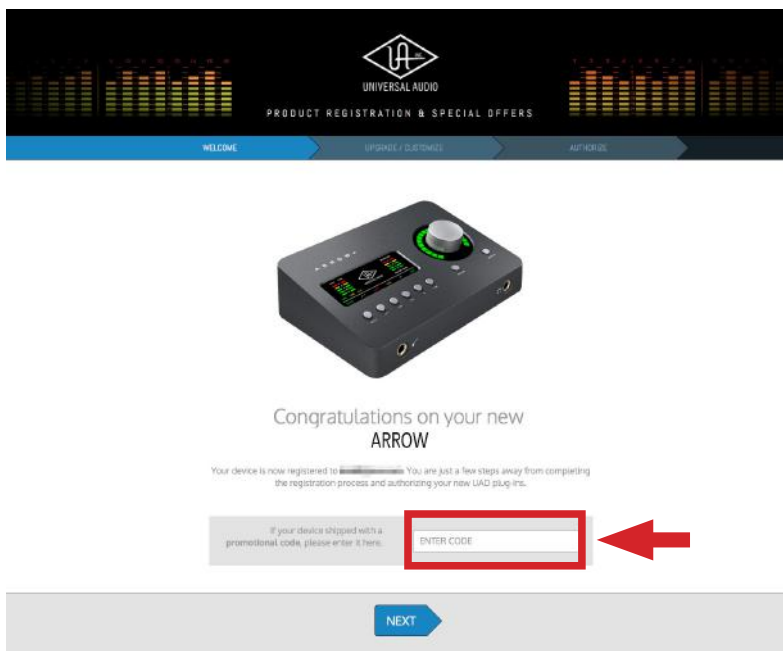 UNIVERSAL AUDIO
PRODUCT REGISTRATION & SPECIAL OFFERS
WELCOME
UPGRADE / CUSTOMIZE
AUTHORIZE
ARROW
Congratulations on your new
ARROW
Your device is now registered to You are just a few steps away from completing
the registration process and authorizing your new UAD plug-ins.
If your device shipped with a
promotional code, please enter it here.
ENTER CODE
NEXT